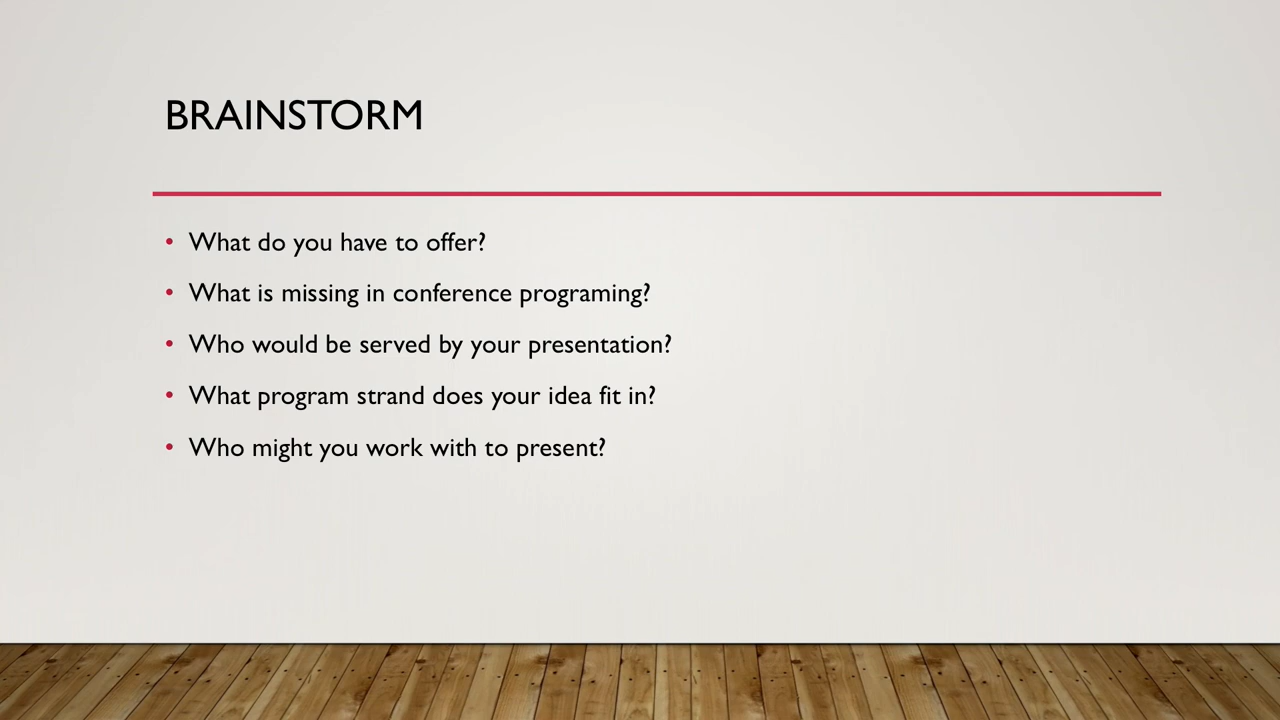 BRAINSTORM
• What do you have to offer?
• What is missing in conference programing?
• Who would be served by your presentation?
• What program strand does your idea fit in?
• Who might you work with to present?